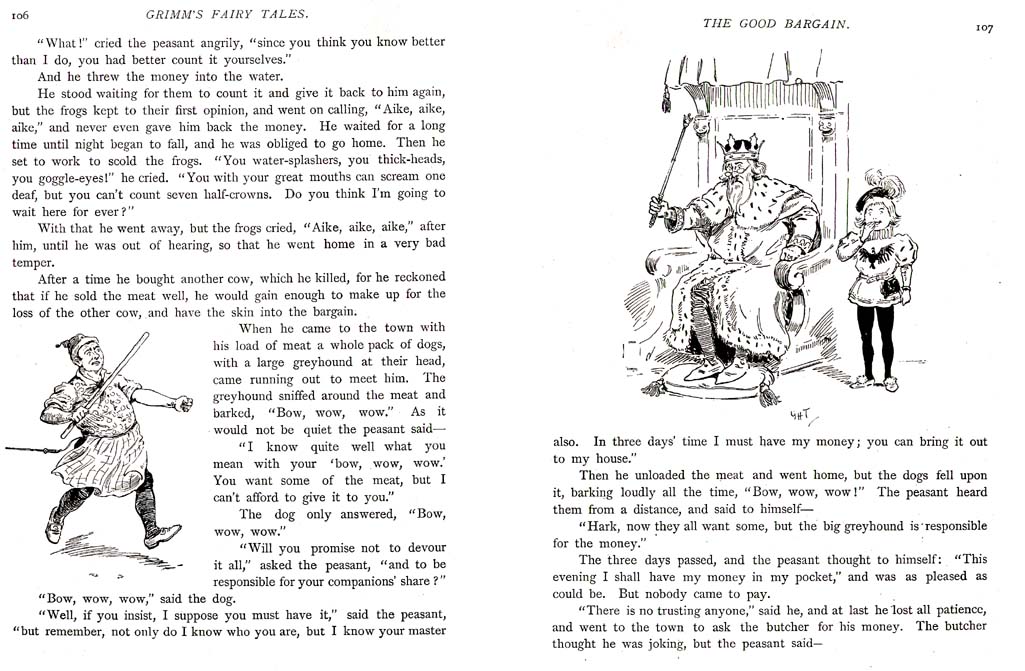 106
GRIMM'S FAIRY TALES.
"What!" cried the peasant angrily, "since you think you know better
than I do, you had better count it yourselves."
And he threw the money into the water.
He stood waiting for them to count it and give it back to him again,
but the frogs kept to their first opinion, and went on calling, "Aike, aike,
aike," and never even gave him back the money. He waited for a long
time until night began to fall, and he was obliged to go home. Then he
set to work to scold the frogs. "You water-splashers, you thick-heads,
you goggle-eyes!" he cried. "You with your great mouths can scream one
deaf, but you can't count seven half-crowns. Do you think I'm going to
wait here for ever?"
With that he went away, but the frogs cried, "Aike, aike, aike," after
him, until he was out of hearing, so that he went home in a very bad
temper.
After a time he bought another cow, which he killed, for he reckoned
that if he sold the meat well, he would gain enough to make up for the
loss of the other cow, and have the skin into the bargain.
When he came to the town with
his load of meat a whole pack of dogs,
with a large greyhound at their head,
came running out to meet him. The
greyhound sniffed around the meat and
barked, "Bow, wow, wow." As it
would not be quiet the peasant said—
"I know quite well what you
mean with your 'bow, wow, wow.'
You want some of the meat, but I
can't afford to give it to you."
The dog only answered, "Bow,
wow, wow."
"Will you promise not to devour
it all," asked the peasant, "and to be
responsible for your companions' share?"
"Bow, wow, wow," said the dog.
"Well, if you insist, I suppose you must have it," said the peasant,
"but remember, not only do I know who you are, but I know your master
THE GOOD BARGAIN.
107
GHT
also. In three days' time I must have my money; you can bring it out
to my house."
Then he unloaded the meat and went home, but the dogs fell upon
it, barking loudly all the time, "Bow, wow, wow!" The peasant heard
them from a distance, and said to himself—
"Hark, now they all want some, but the big greyhound is responsible
for the money."
The three days passed, and the peasant thought to himself: "This
evening I shall have my money in my pocket," and was as pleased as
could be. But nobody came to pay.
"There is no trusting anyone," said he, and at last he lost all patience,
and went to the town to ask the butcher for his money. The butcher
thought he was joking, but the peasant said—